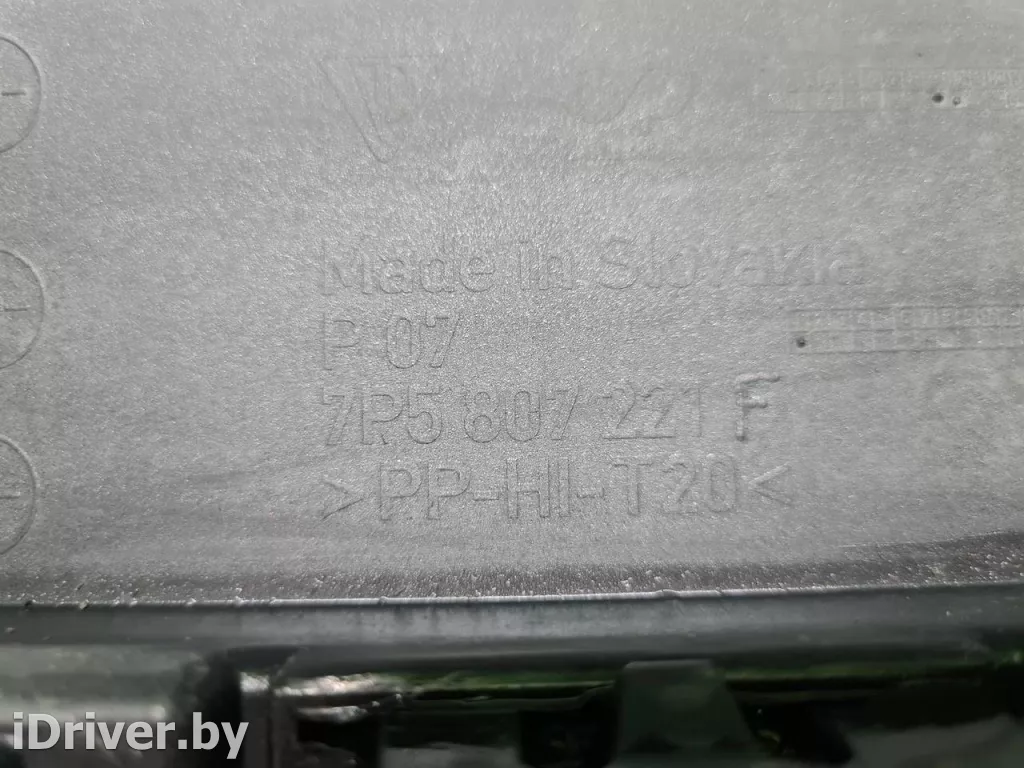 Made in Slovakia
P 07
7P5 807 221 F
>PP-HI-T20<
iDriver.by